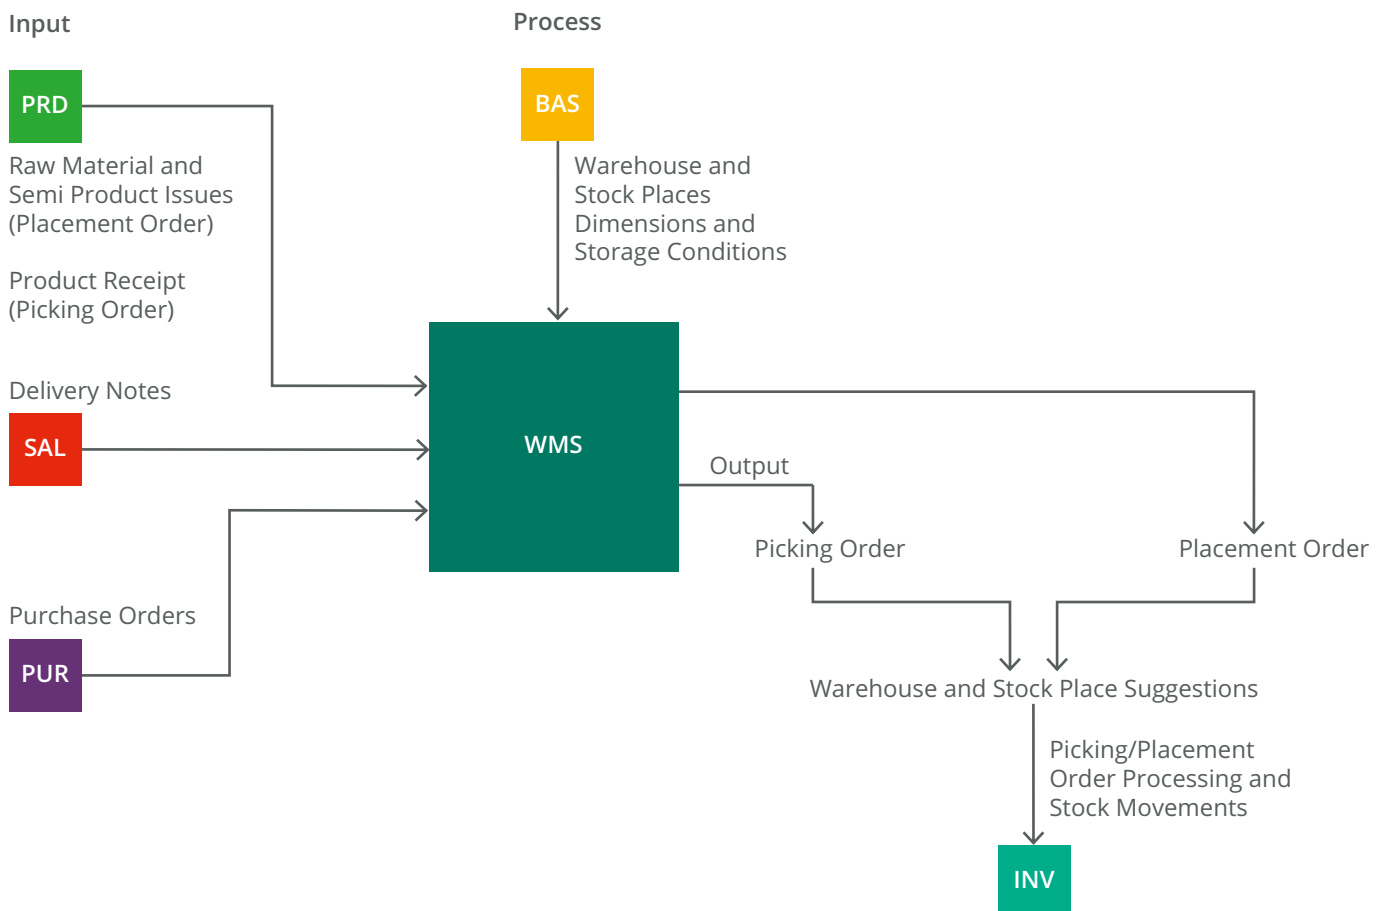 Input
Process
PRD
BAS
Raw Material and
Semi Product Issues
(Placement Order)
Product Receipt
(Picking Order)
Warehouse and
Stock Places
Dimensions and
Storage Conditions
Delivery Notes
SAL
WMS
Output
Picking Order
Placement Order
Purchase Orders
PUR
Warehouse and Stock Place Suggestions
Picking/Placement
Order Processing and
Stock Movements
INV